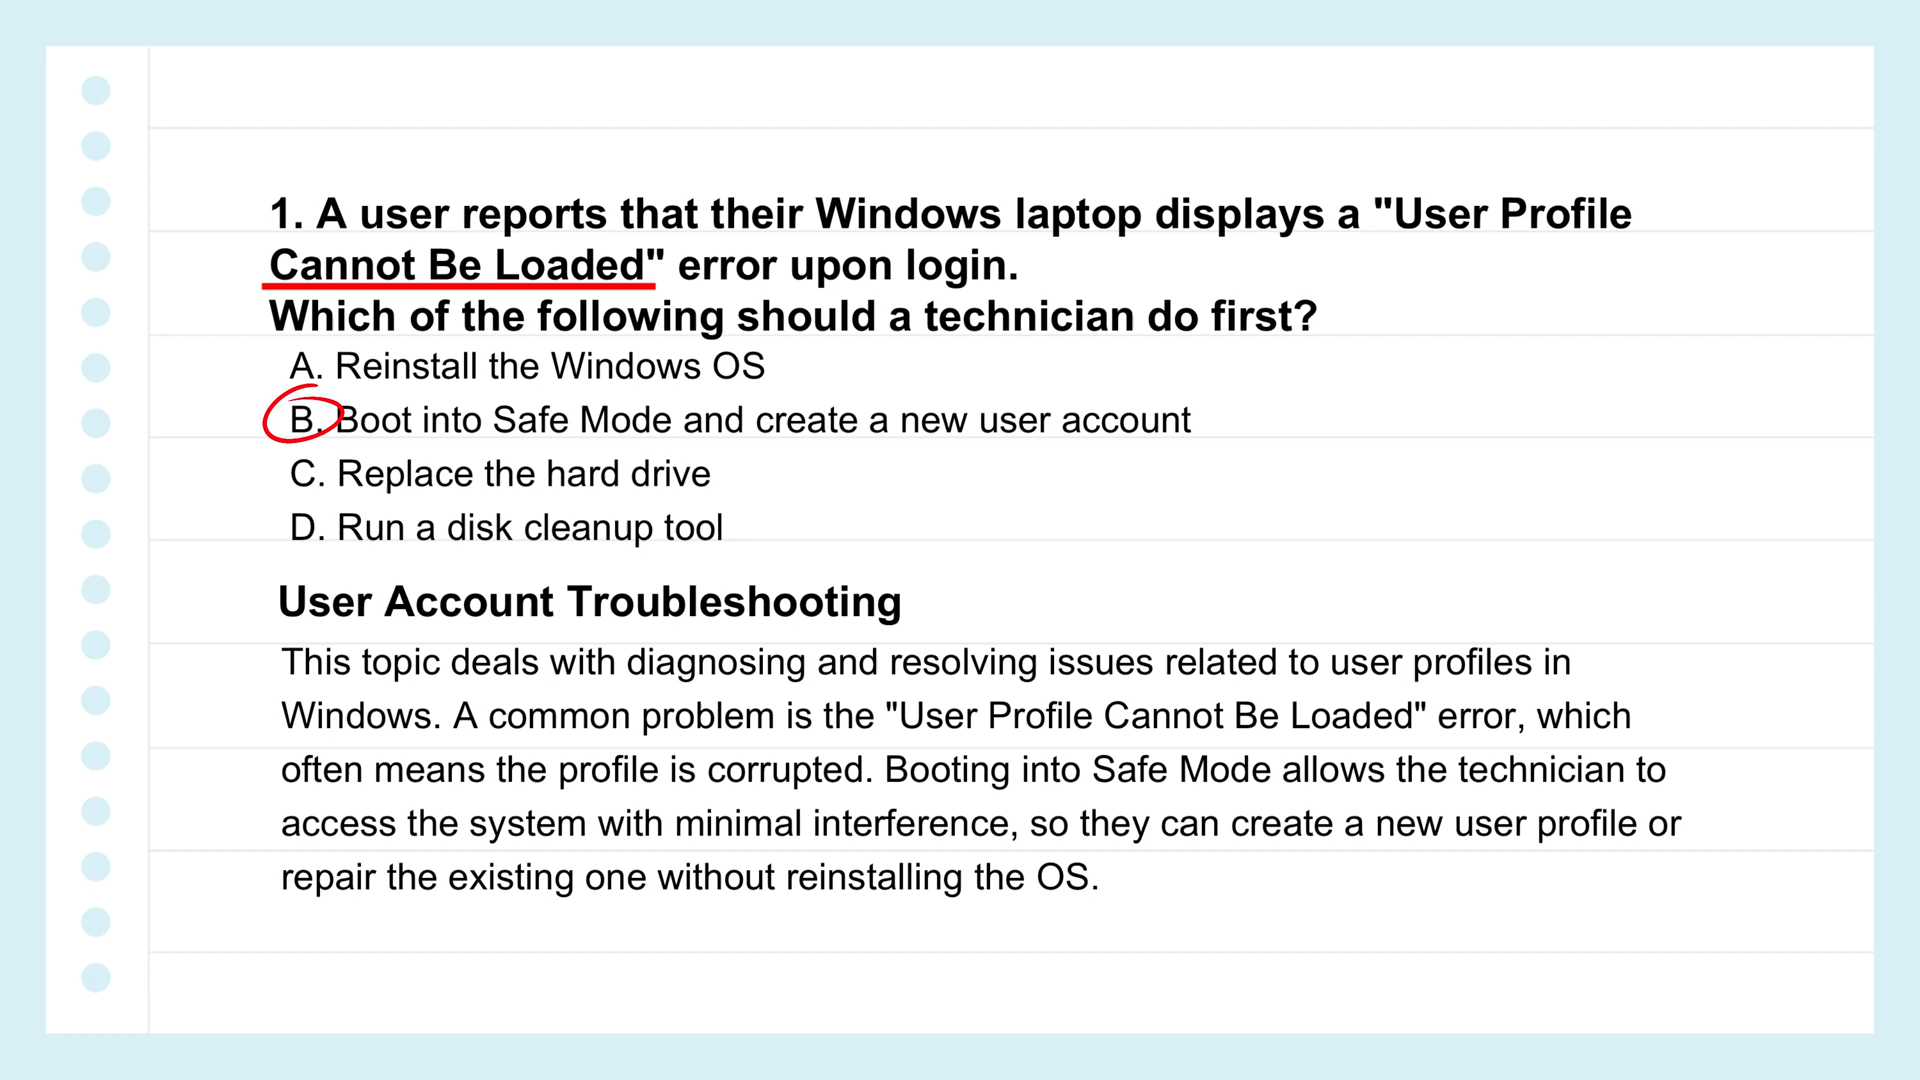 1. A user reports that their Windows laptop displays a "User Profile
Cannot Be Loaded" error upon login.
Which of the following should a technician do first?
A. Reinstall the Windows OS
B. Boot into Safe Mode and create a new user account
C. Replace the hard drive
D. Run a disk cleanup tool
User Account Troubleshooting
This topic deals with diagnosing and resolving issues related to user profiles in
Windows. A common problem is the "User Profile Cannot Be Loaded" error, which
often means the profile is corrupted. Booting into Safe Mode allows the technician to
access the system with minimal interference, so they can create a new user profile or
repair the existing one without reinstalling the OS.